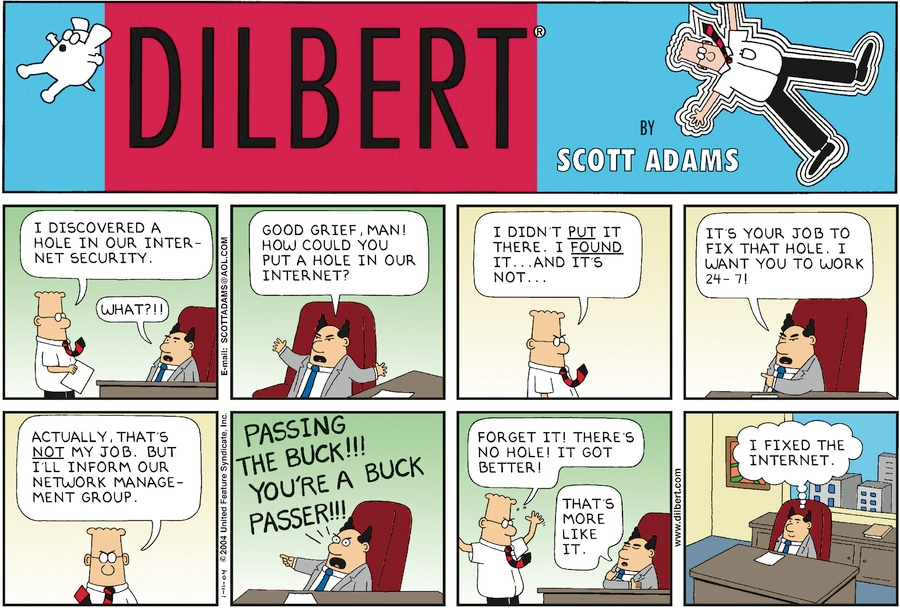 DILBERT®
BY
SCOTT ADAMS
I DISCOVERED A
HOLE IN OUR INTER-
NET SECURITY.
WHAT?!!
E-mail: SCOTTADAMS@AOL.COM
GOOD GRIEF, MAN!
HOW COULD YOU
PUT A HOLE IN OUR
INTERNET?
I DIDN'T PUT IT
THERE. I FOUND
IT...AND IT'S
NOT...
IT'S YOUR JOB TO
FIX THAT HOLE. I
WANT YOU TO WORK
24-7!
ACTUALLY, THAT'S
NOT MY JOB. BUT
I'LL INFORM OUR
NETWORK MANAGE-
MENT GROUP.
1-11-04 © 2004 United Feature Syndicate, Inc.
PASSING
THE BUCK!!!
YOU'RE A BUCK
PASSER!!!
FORGET IT! THERE'S
NO HOLE! IT GOT
BETTER!
THAT'S
MORE
LIKE
IT.
www.dilbert.com
I FIXED THE
INTERNET.